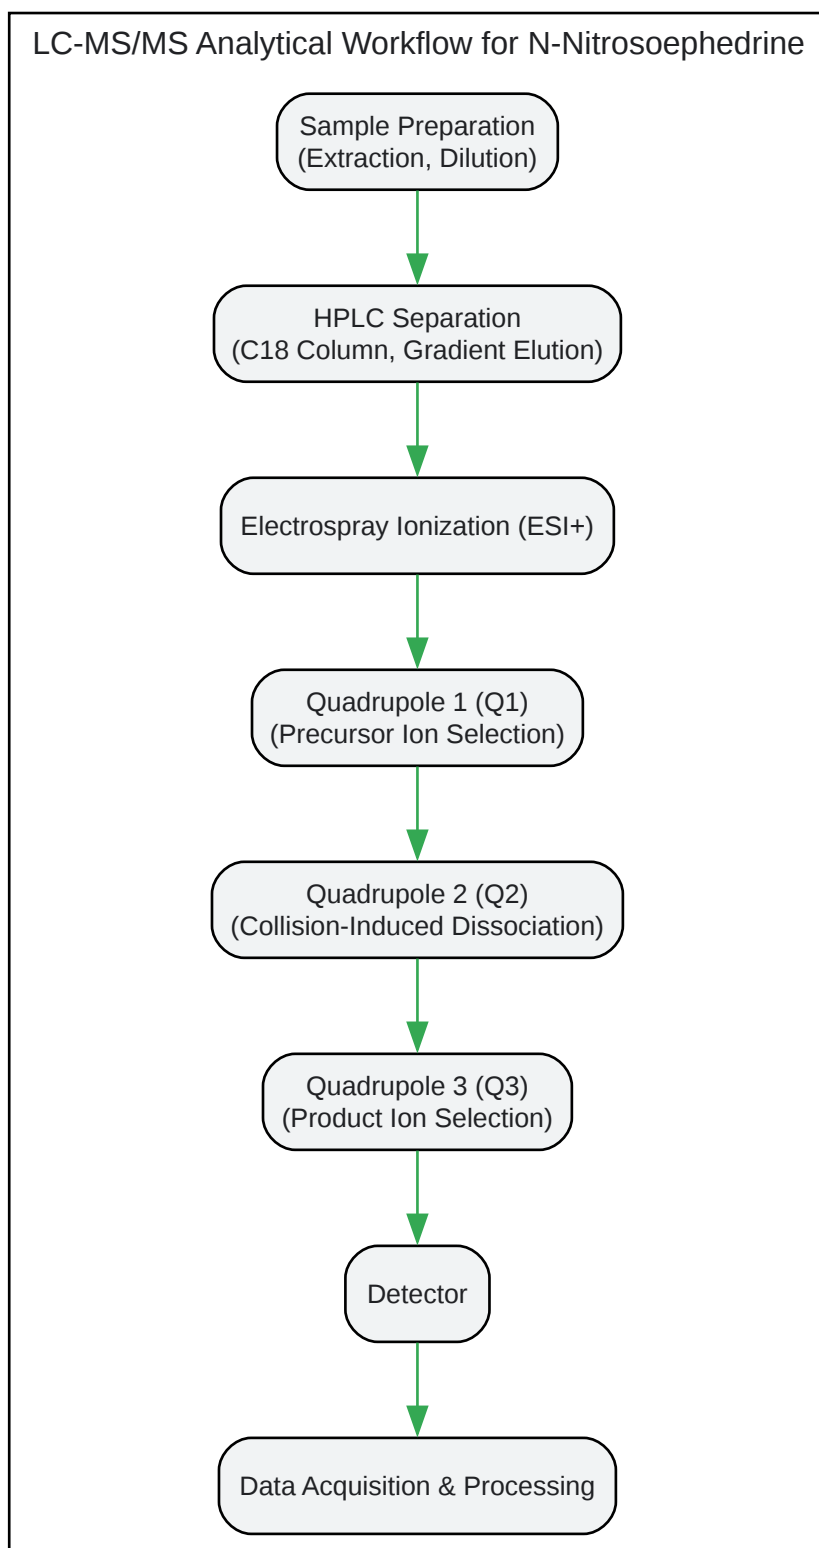 LC-MS/MS Analytical Workflow for N-Nitrosoephedrine
Sample Preparation
(Extraction, Dilution)
HPLC Separation
(C18 Column, Gradient Elution)
Electrospray Ionization (ESI+)
Quadrupole 1 (Q1)
(Precursor Ion Selection)
Quadrupole 2 (Q2)
(Collision-Induced Dissociation)
Quadrupole 3 (Q3)
(Product Ion Selection)
Detector
Data Acquisition & Processing